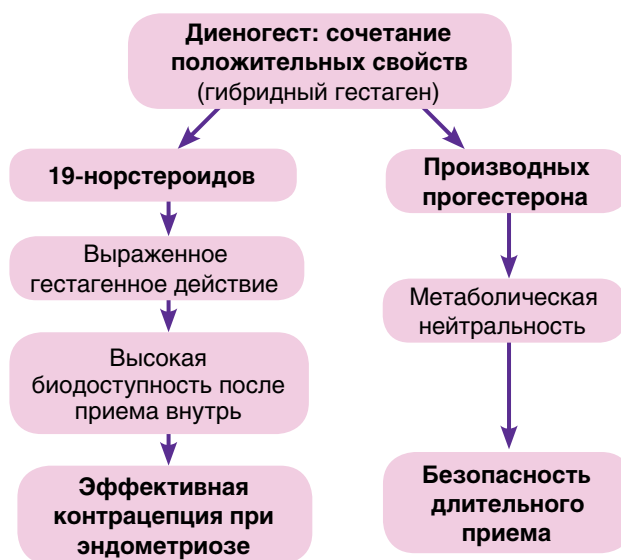 Диеногест: сочетание
положительных свойств
(гибридный гестаген)
19-норстероидов
Выраженное
гестагенное действие
Высокая
биодоступность после
приема внутрь
Эффективная
контрацепция при
эндометриозе
Производных
прогестерона
Метаболическая
нейтральность
Безопасность
длительного
приема